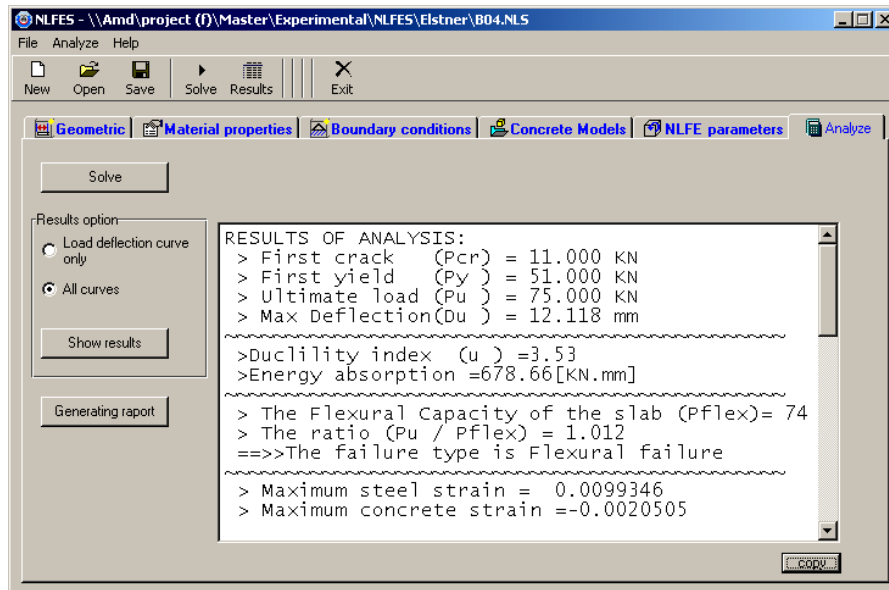 NLFES - \\Amd\project (f)\Master\Experimental\NLFES\Elstner\B04.NLS
File Analyze Help
New Open Save Solve Results Exit
Geometric Material properties Boundary conditions Concrete Models NLFE parameters Analyze
Solve
Results option
Load deflection curve
only
All curves
Show results
Generating raport
RESULTS OF ANALYSIS:
> First crack (Pcr) = 11.000 KN
> First yield (Py ) = 51.000 KN
> Ultimate load (Pu ) = 75.000 KN
> Max Deflection(Du ) = 12.118 mm
~~~~~~~~~~~~~~~~~~~~~~~~~~~~~~~~~~~~~~~~~~
>Duclility index (u ) =3.53
>Energy absorption =678.66[KN.mm]
~~~~~~~~~~~~~~~~~~~~~~~~~~~~~~~~~~~~~~~~~~
> The Flexural Capacity of the slab (Pflex)= 74
> The ratio (Pu / Pflex) = 1.012
==>>The failure type is Flexural failure
~~~~~~~~~~~~~~~~~~~~~~~~~~~~~~~~~~~~~~~~~~
> Maximum steel strain = 0.0099346
> Maximum concrete strain =-0.0020505
copy